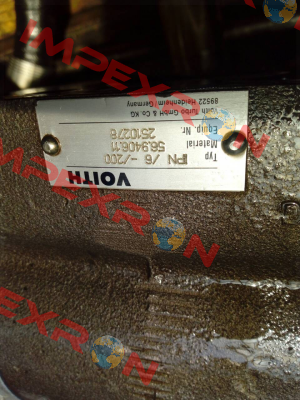 VOITH
Material 56.9406.11
Typ IPN /6 -/200
Equip. Nr. 2510276
Voith Turbo GmbH & Co KG
89522 Heidenheim/Germany
IMPEXRON
IMPEXRON
IMPEXRON